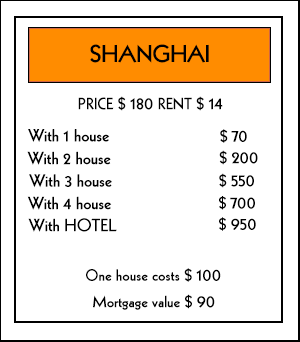 SHANGHAI
PRICE $ 180 RENT $ 14
With 1 house $ 70
With 2 house $ 200
With 3 house $ 550
With 4 house $ 700
With HOTEL $ 950
One house costs $ 100
Mortgage value $ 90